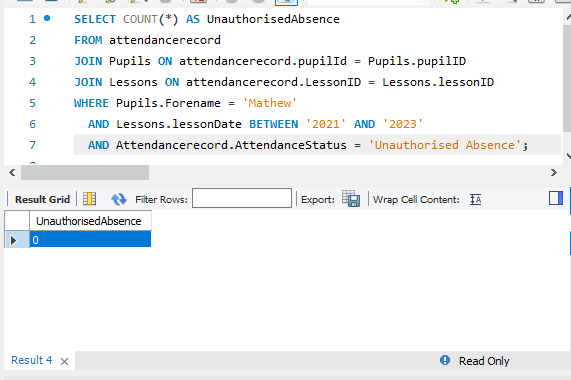 1 SELECT COUNT(*) AS UnauthorisedAbsence
2 FROM attendancerecord
3 JOIN Pupils ON attendancerecord.pupilId = Pupils.pupilID
4 JOIN Lessons ON attendancerecord.LessonID = Lessons.lessonID
5 WHERE Pupils.Forename = 'Mathew'
6 AND Lessons.lessonDate BETWEEN '2021' AND '2023'
7 AND Attendancerecord.AttendanceStatus = 'Unauthorised Absence';
Result Grid Filter Rows: Export: Wrap Cell Content:
UnauthorisedAbsence
0
Result 4 Read Only